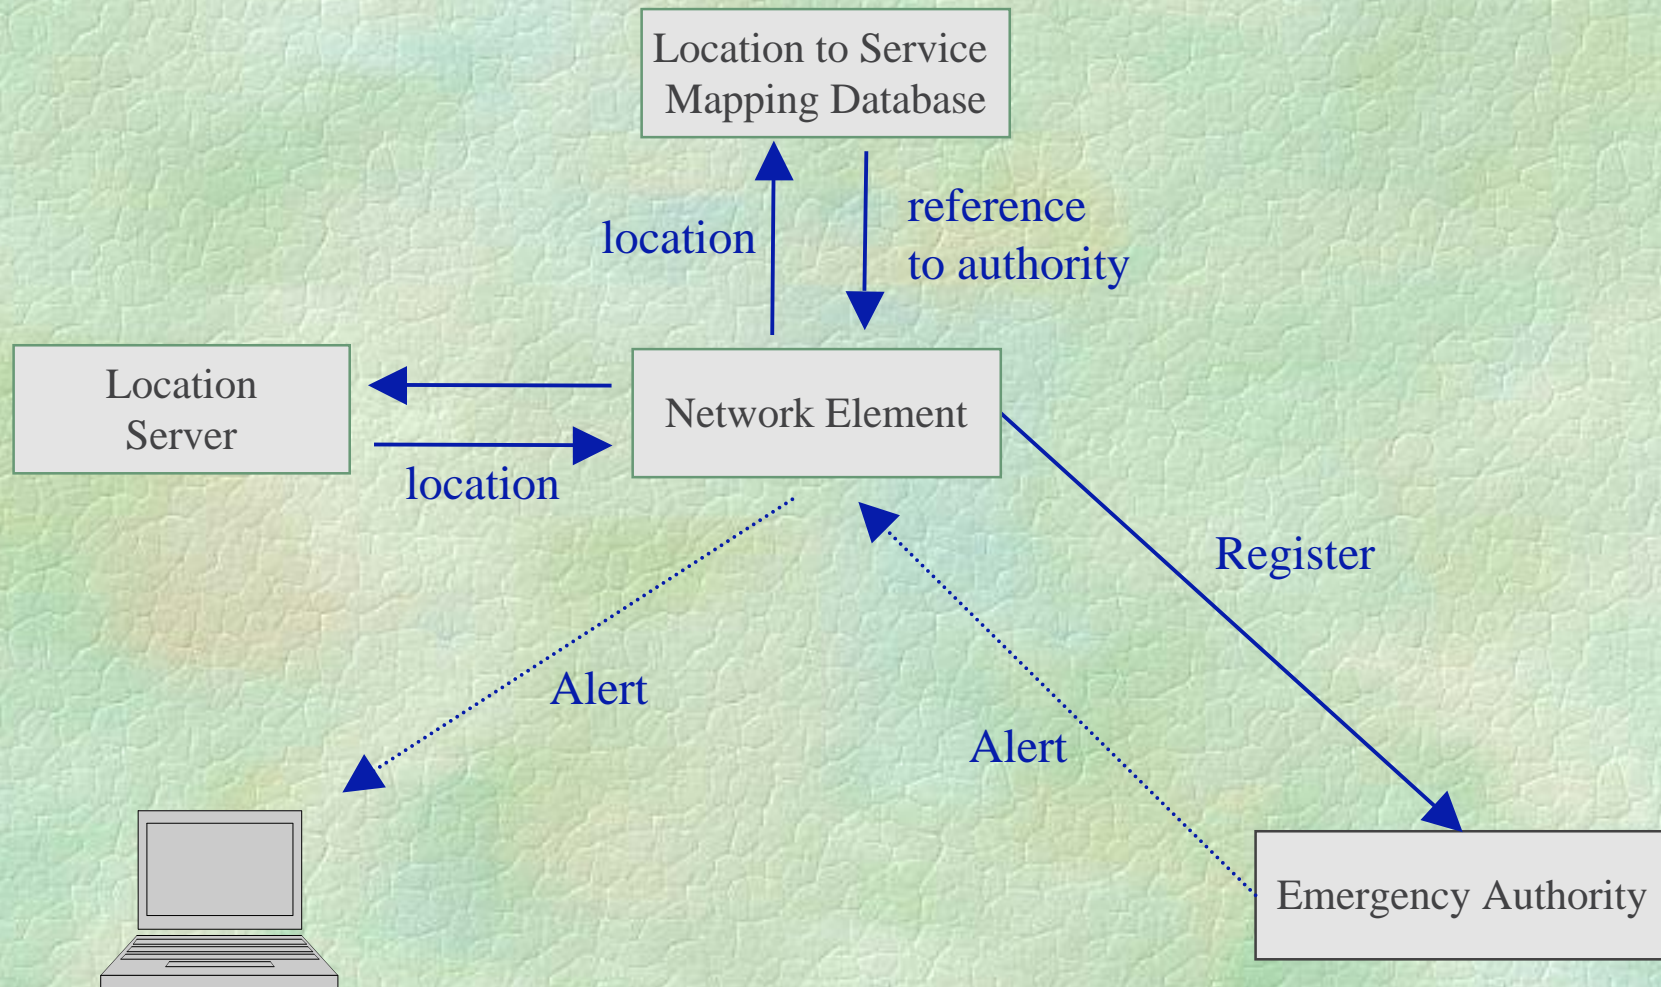 Location to Service
Mapping Database
location
reference
to authority
Location
Server
Network Element
location
Register
Alert
Alert
Emergency Authority